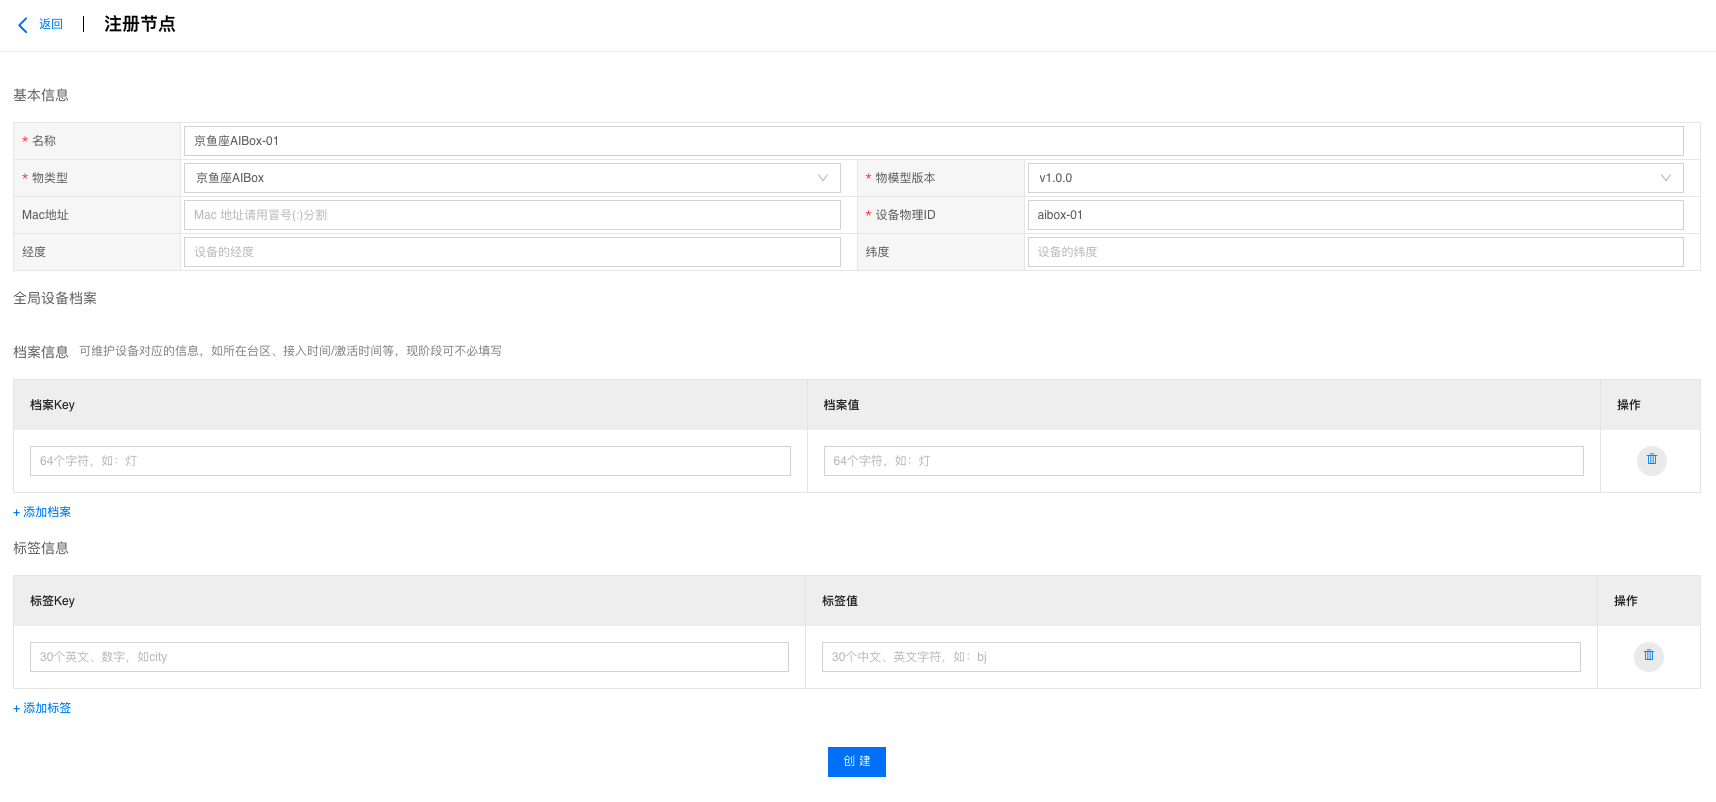 返回 注册节点
基本信息
* 名称 京鱼座AIBox-01
* 物类型 京鱼座AIBox * 物模型版本 v1.0.0
Mac地址 Mac 地址请用冒号(:)分割 * 设备物理ID aibox-01
经度 设备的经度 纬度 设备的纬度
全局设备档案
档案信息 可维护设备对应的信息，如所在台区、接入时间/激活时间等，现阶段可不必填写
档案Key 档案值 操作
64个字符，如：灯 64个字符，如：灯
+ 添加档案
标签信息
标签Key 标签值 操作
30个英文、数字，如city 30个中文、英文字符，如：bj
+ 添加标签
创 建